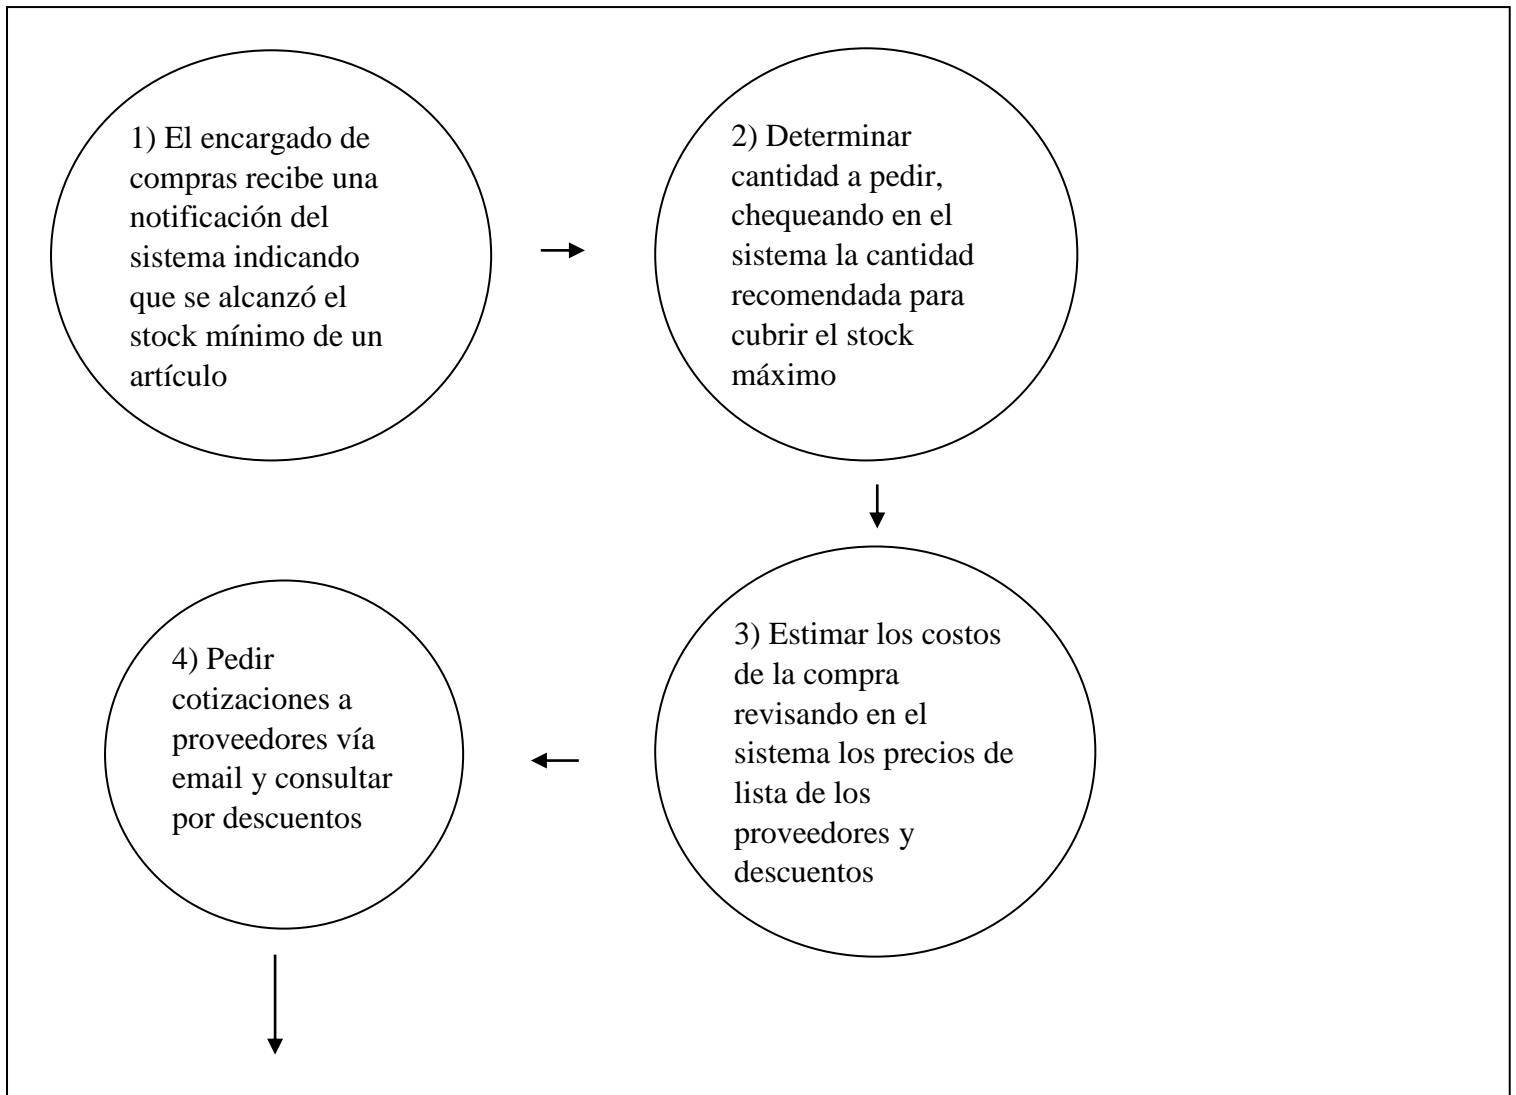 1) El encargado de
compras recibe una
notificación del
sistema indicando
que se alcanzó el
stock mínimo de un
artículo
2) Determinar
cantidad a pedir,
chequeando en el
sistema la cantidad
recomendada para
cubrir el stock
máximo
3) Estimar los costos
de la compra
revisando en el
sistema los precios de
lista de los
proveedores y
descuentos
4) Pedir
cotizaciones a
proveedores vía
email y consultar
por descuentos